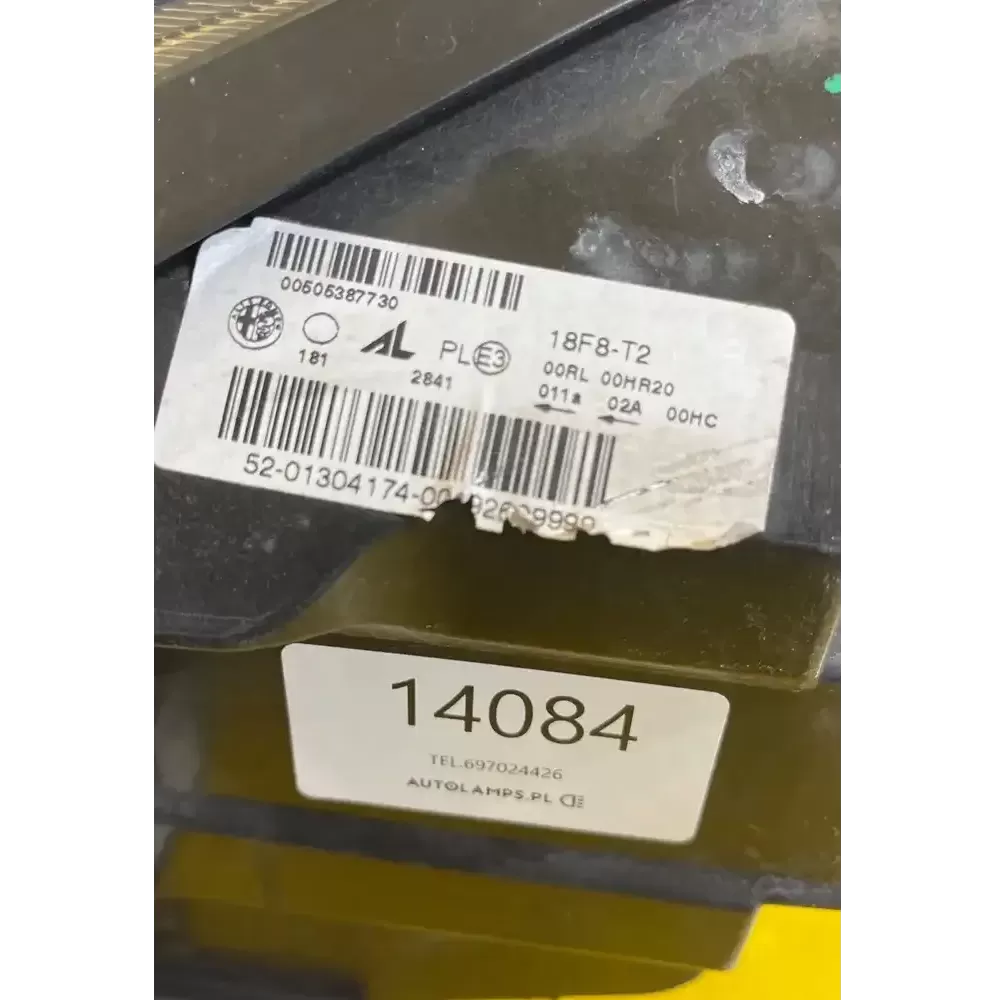 00505387730
181
AL
2841
PL E3
18F8-T2
00RL 00HR20
011a 02A 00HC
52-01304174-00
14084
TEL.697024426
AUTOLAMPS.PL